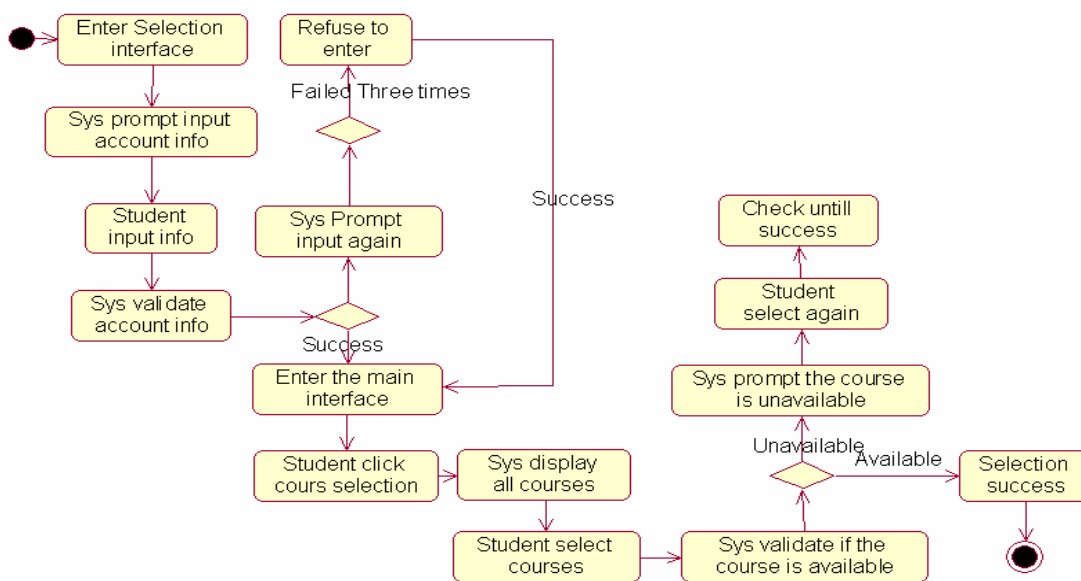 Enter Selection
interface
Sys prompt input
account info
Student
input info
Sys validate
account info
Refuse to
enter
Failed Three times
Sys Prompt
input again
Success
Success
Enter the main
interface
Student click
cours selection
Sys display
all courses
Student select
courses
Sys validate if the
course is available
Unavailable
Available
Sys prompt the course
is unavailable
Student
select again
Check untill
success
Selection
success